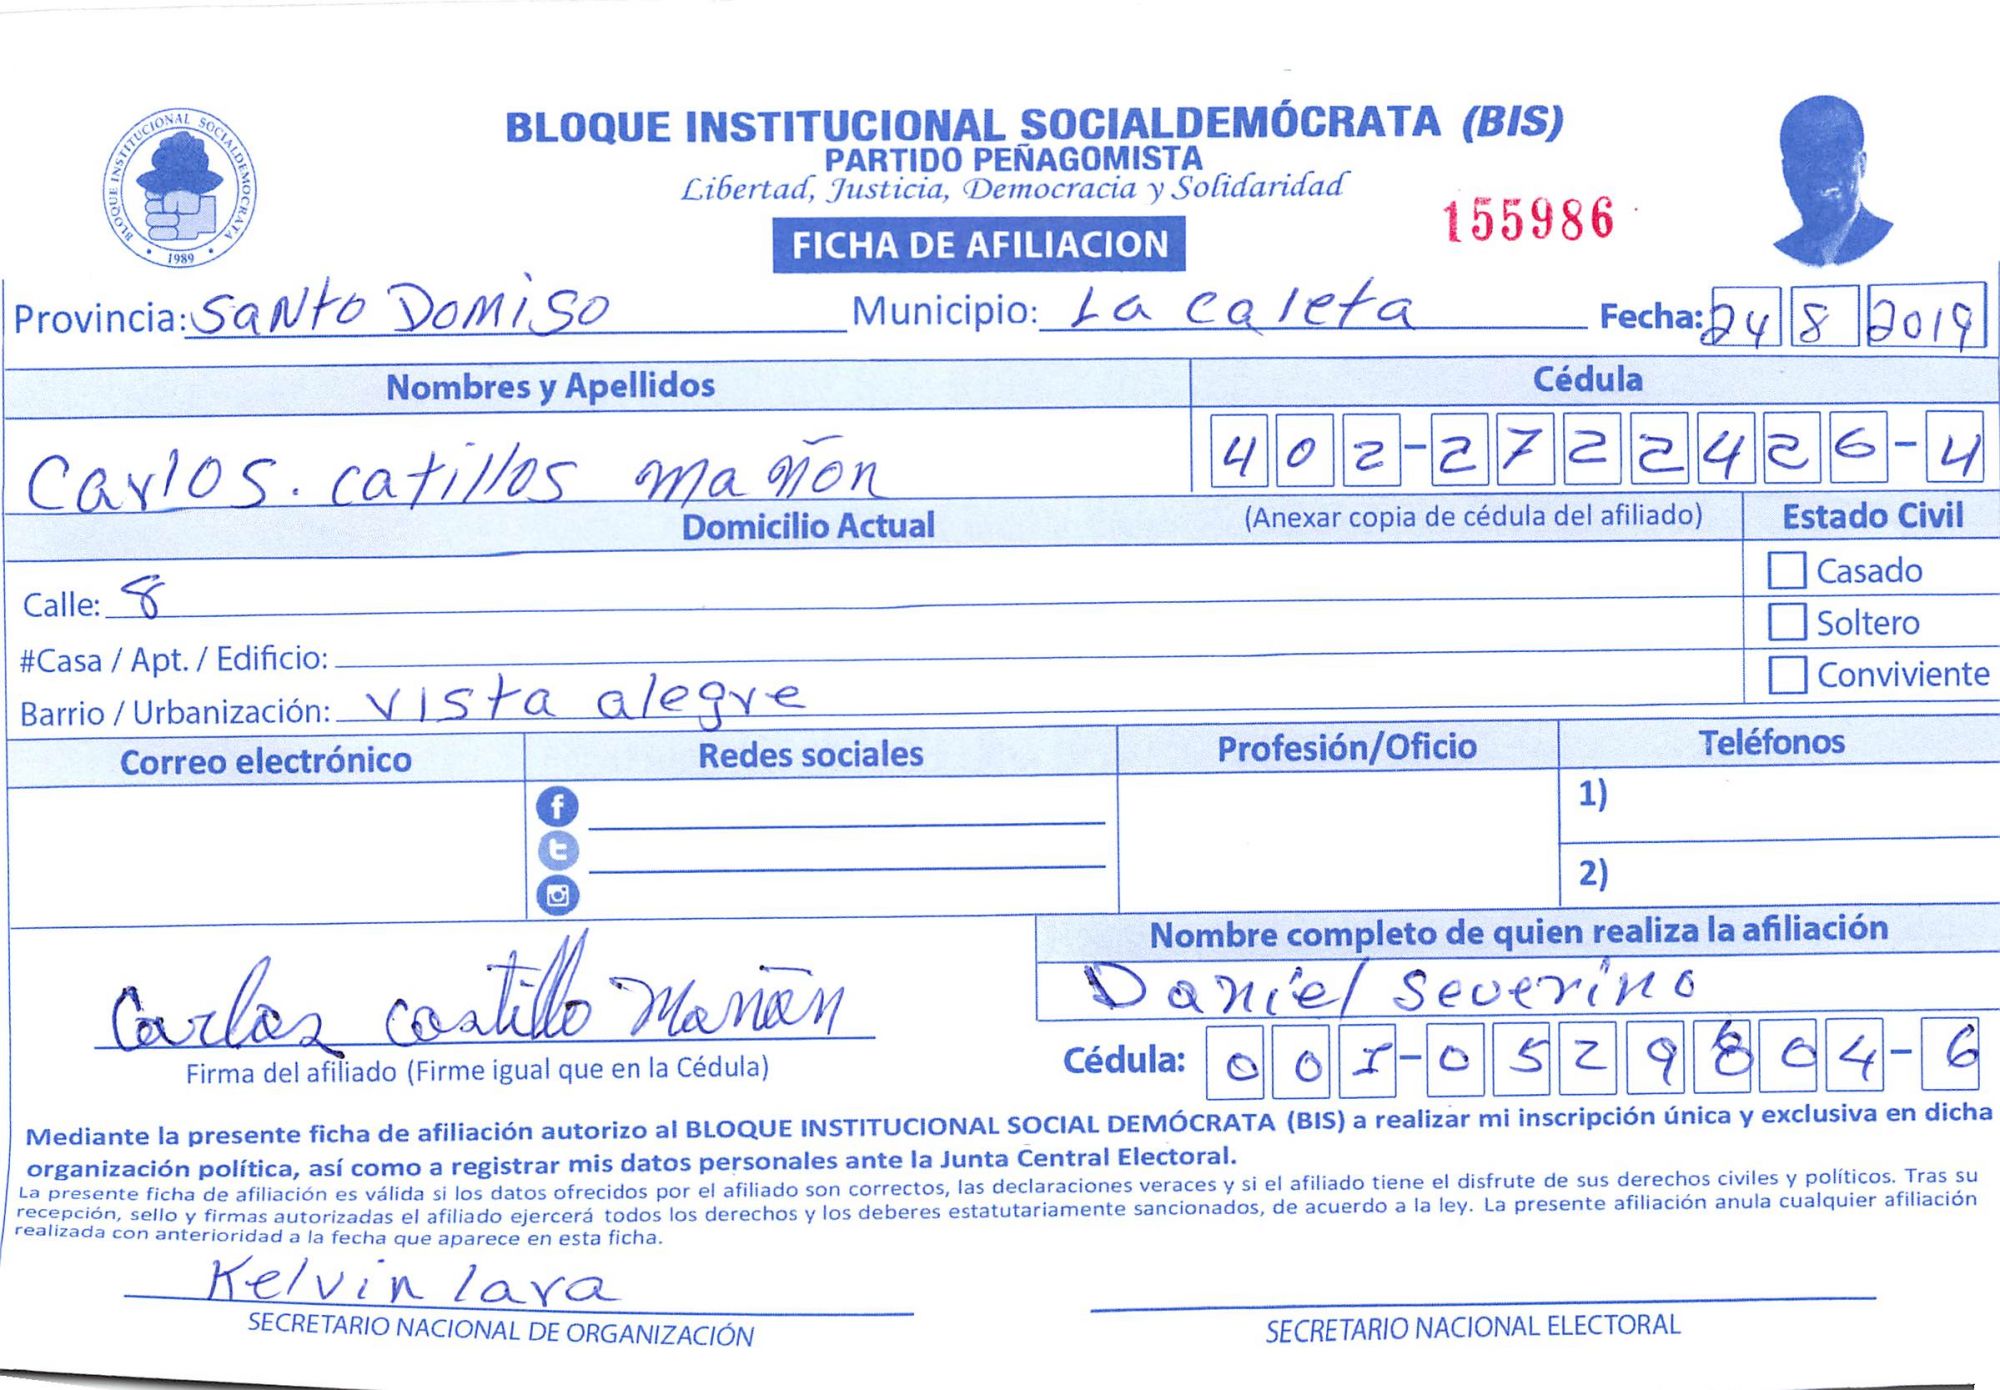 BLOQUE INSTITUCIONAL SOCIALDEMOCRATA
1989
BLOQUE INSTITUCIONAL SOCIALDEMÓCRATA (BIS)
PARTIDO PEÑAGOMISTA
Libertad, Justicia, Democracia y Solidaridad
155986
FICHA DE AFILIACION
Provincia: Santo Domiso Municipio: La caleta Fecha: 24 8 2019
Nombres y Apellidos Cédula
Carlos. catillos mañón 402-2722426-4
Domicilio Actual (Anexar copia de cédula del afiliado) Estado Civil
Casado
Calle: 8
Soltero
#Casa / Apt. / Edificio:
Conviviente
Barrio / Urbanización: vista alegre
Correo electrónico Redes sociales Profesión/Oficio Teléfonos
1)
2)
Nombre completo de quien realiza la afiliación
Daniel severino
Carlos Castillo Mañón
Firma del afiliado (Firme igual que en la Cédula)
Cédula: 001-0529804-6
Mediante la presente ficha de afiliación autorizo al BLOQUE INSTITUCIONAL SOCIAL DEMÓCRATA (BIS) a realizar mi inscripción única y exclusiva en dicha
organización política, así como a registrar mis datos personales ante la Junta Central Electoral.
La presente ficha de afiliación es válida si los datos ofrecidos por el afiliado son correctos, las declaraciones veraces y si el afiliado tiene el disfrute de sus derechos civiles y políticos. Tras su
recepción, sello y firmas autorizadas el afiliado ejercerá todos los derechos y los deberes estatutariamente sancionados, de acuerdo a la ley. La presente afiliación anula cualquier afiliación
realizada con anterioridad a la fecha que aparece en esta ficha.
Kelvin lara
SECRETARIO NACIONAL DE ORGANIZACIÓN
SECRETARIO NACIONAL ELECTORAL